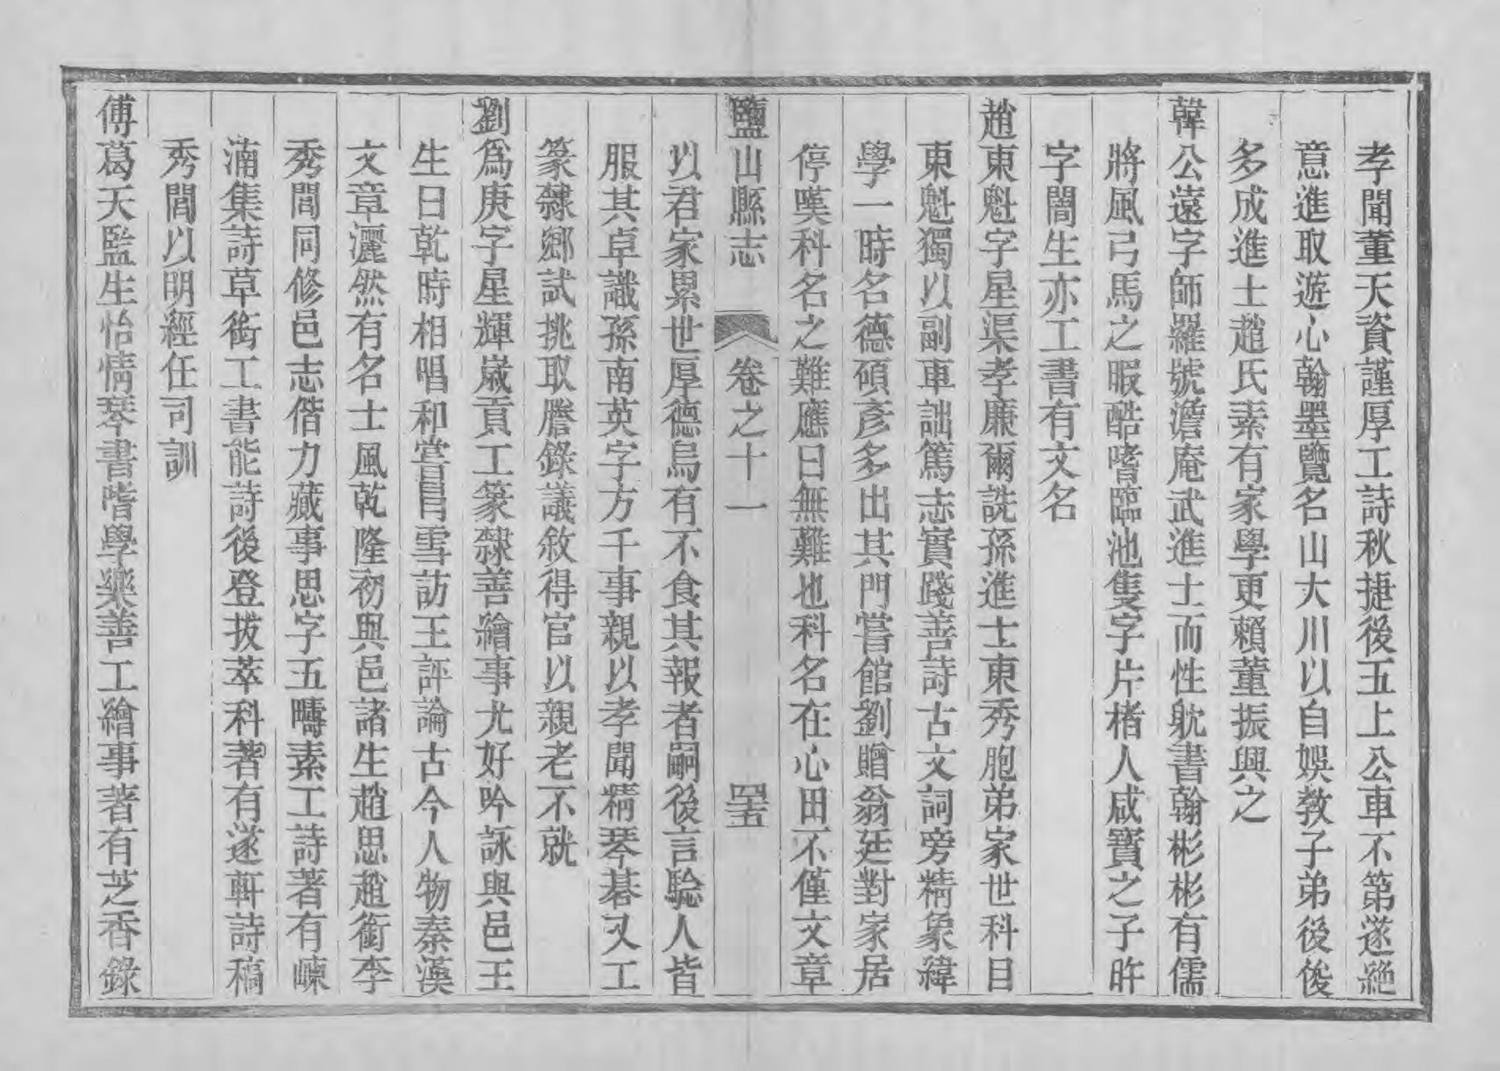 孝聞董天資謹厚工詩秋捷後五上公車不第遂絶
意進取遊心翰墨覽名山大川以自娛教子弟後俊
多成進士趙氏素有家學更賴董振興之
韓公遠字師羅號澹庵武進士而性躭書翰彬彬有儒
將風弓馬之暇酷嗜臨池隻字片楮人咸寶之子昨
字闇生亦工書有文名
趙東魁字星渠孝廉爾詵孫進士東秀胞弟家世科目
東魁獨以副車詘篤志實踐善詩古文詞旁精象緯
學一時名德碩彥多出其門嘗館劉贈翁廷對家居
停嘆科名之難應曰無難也科名在心田不僅文章
鹽山縣志 卷之十一 四五
以君家累世厚德烏有不食其報者嗣後言驗人皆
服其卓識孫南英字方千事親以孝聞精琴碁又工
篆隸鄉試挑取謄錄議敘得官以親老不就
劉爲庚字星輝歲貢工篆隸善繪事尤好吟詠與邑王
生日乾時相唱和嘗冒雪訪王評論古今人物秦漢
文章灑然有名士風乾隆初與邑諸生趙思趙銜李
秀閭同修邑志偕力藏事思字五疇素工詩著有崠
湳集詩草銜工書能詩後登拔萃科著有遂軒詩稿
秀閭以明經任司訓
傅葛天監生怡情琴書嗜學樂善工繪事著有芝香錄